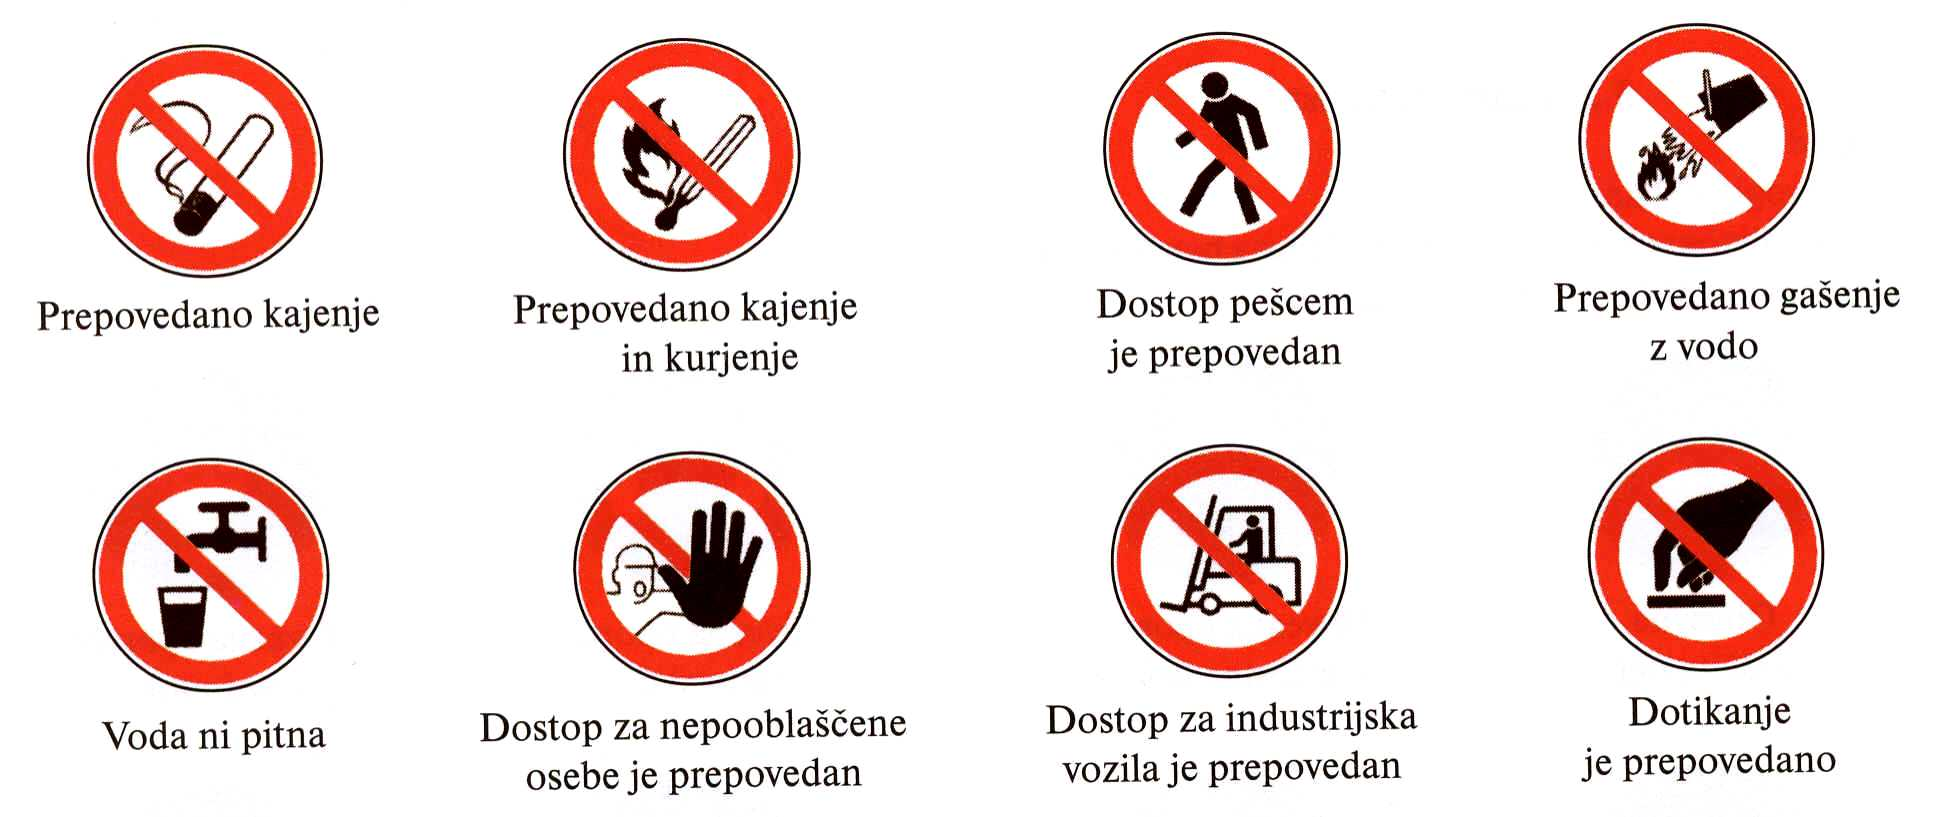 Prepovedano kajenje
Prepovedano kajenje
in kurjenje
Dostop pešcem
je prepovedan
Prepovedano gašenje
z vodo
Voda ni pitna
Dostop za nepooblaščene
osebe je prepovedan
Dostop za industrijska
vozila je prepovedan
Dotikanje
je prepovedano